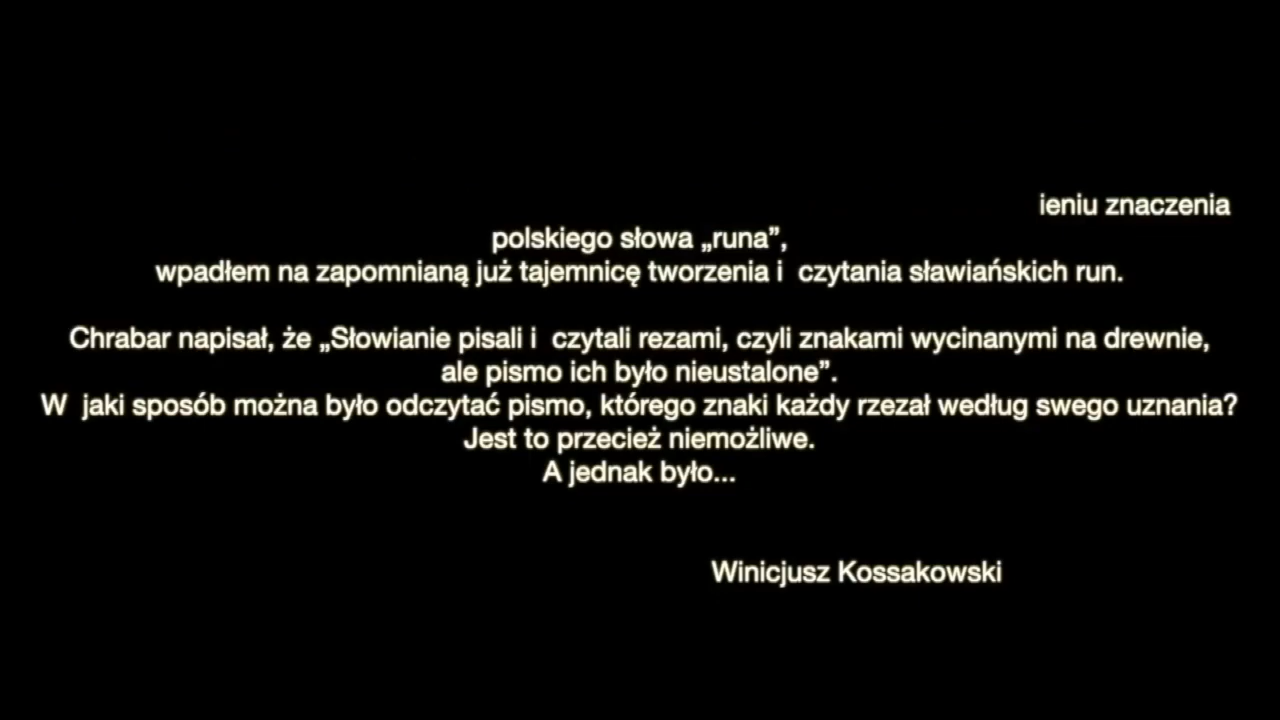 ieniu znaczenia
polskiego słowa „runa”,
wpadłem na zapomnianą już tajemnicę tworzenia i czytania sławiańskich run.
Chrabar napisał, że „Słowianie pisali i czytali rezami, czyli znakami wycinanymi na drewnie,
ale pismo ich było nieustalone”.
W jaki sposób można było odczytać pismo, którego znaki każdy rzezał według swego uznania?
Jest to przecież niemożliwe.
A jednak było...
Winicjusz Kossakowski